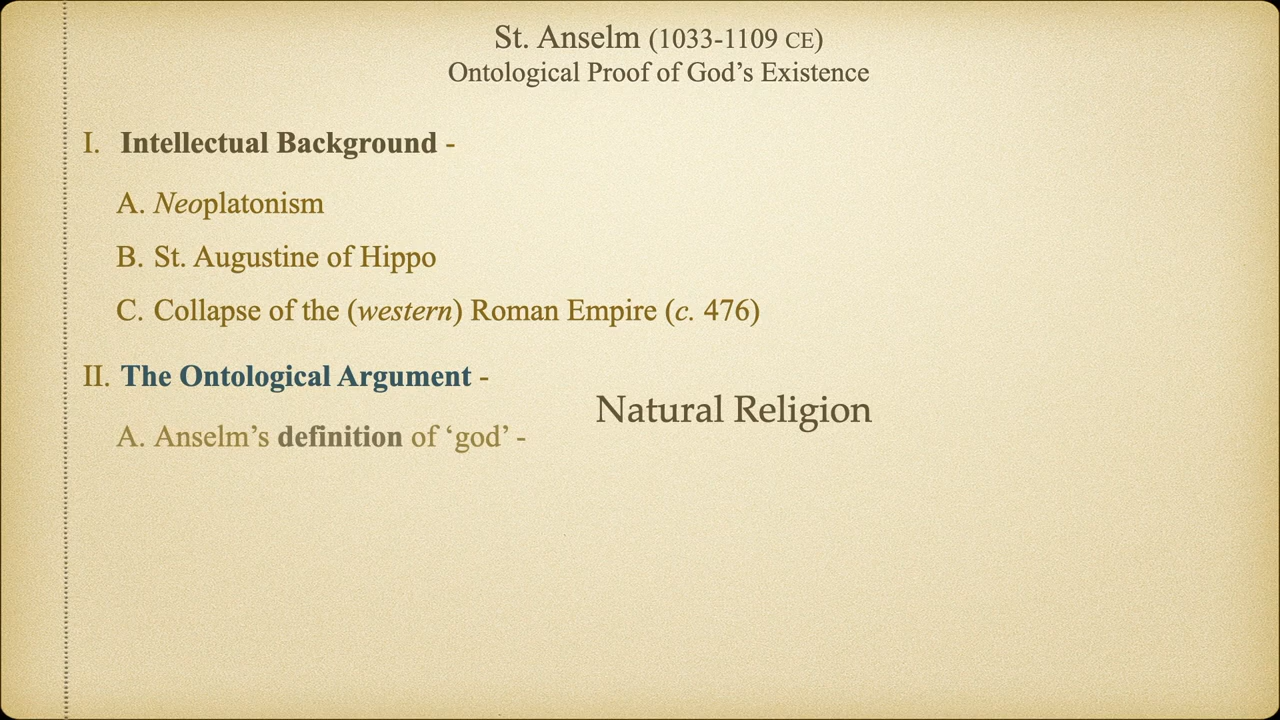 St. Anselm (1033-1109 CE)
Ontological Proof of God’s Existence
I. Intellectual Background -
A. Neoplatonism
B. St. Augustine of Hippo
C. Collapse of the (western) Roman Empire (c. 476)
II. The Ontological Argument -
Natural Religion
A. Anselm’s definition of ‘god’ -